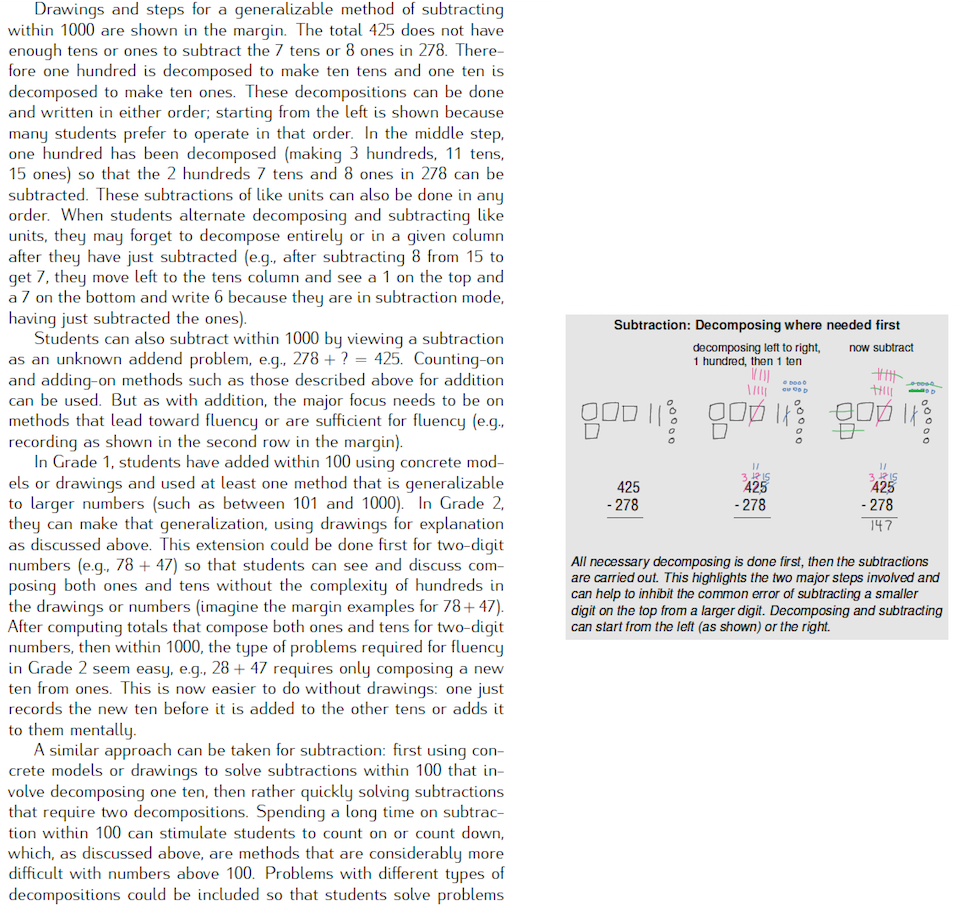 Drawings and steps for a generalizable method of subtracting
within 1000 are shown in the margin. The total 425 does not have
enough tens or ones to subtract the 7 tens or 8 ones in 278. There-
fore one hundred is decomposed to make ten tens and one ten is
decomposed to make ten ones. These decompositions can be done
and written in either order; starting from the left is shown because
many students prefer to operate in that order. In the middle step,
one hundred has been decomposed (making 3 hundreds, 11 tens,
15 ones) so that the 2 hundreds 7 tens and 8 ones in 278 can be
subtracted. These subtractions of like units can also be done in any
order. When students alternate decomposing and subtracting like
units, they may forget to decompose entirely or in a given column
after they have just subtracted (e.g., after subtracting 8 from 15 to
get 7, they move left to the tens column and see a 1 on the top and
a 7 on the bottom and write 6 because they are in subtraction mode,
having just subtracted the ones).
Students can also subtract within 1000 by viewing a subtraction
as an unknown addend problem, e.g., 278 + ? = 425. Counting-on
and adding-on methods such as those described above for addition
can be used. But as with addition, the major focus needs to be on
methods that lead toward fluency or are sufficient for fluency (e.g.,
recording as shown in the second row in the margin).
In Grade 1, students have added within 100 using concrete mod-
els or drawings and used at least one method that is generalizable
to larger numbers (such as between 101 and 1000). In Grade 2,
they can make that generalization, using drawings for explanation
as discussed above. This extension could be done first for two-digit
numbers (e.g., 78 + 47) so that students can see and discuss com-
posing both ones and tens without the complexity of hundreds in
the drawings or numbers (imagine the margin examples for 78 + 47).
After computing totals that compose both ones and tens for two-digit
numbers, then within 1000, the type of problems required for fluency
in Grade 2 seem easy, e.g., 28 + 47 requires only composing a new
ten from ones. This is now easier to do without drawings: one just
records the new ten before it is added to the other tens or adds it
to them mentally.
A similar approach can be taken for subtraction: first using con-
crete models or drawings to solve subtractions within 100 that in-
volve decomposing one ten, then rather quickly solving subtractions
that require two decompositions. Spending a long time on subtrac-
tion within 100 can stimulate students to count on or count down,
which, as discussed above, are methods that are considerably more
difficult with numbers above 100. Problems with different types of
decompositions could be included so that students solve problems
Subtraction: Decomposing where needed first
decomposing left to right,
1 hundred, then 1 ten
now subtract
425
- 278
11
3 12 15
425
- 278
11
3 12 15
425
- 278
147
All necessary decomposing is done first, then the subtractions
are carried out. This highlights the two major steps involved and
can help to inhibit the common error of subtracting a smaller
digit on the top from a larger digit. Decomposing and subtracting
can start from the left (as shown) or the right.